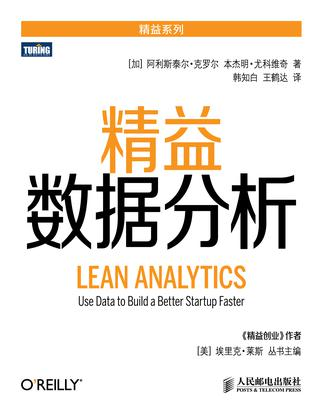 精益系列
TURING
[加] 阿利斯泰尔·克罗尔 本杰明·尤科维奇 著
韩知白 王鹤达 译
精益
数据分析
LEAN ANALYTICS
Use Data to Build a Better Startup Faster
《精益创业》作者
[美] 埃里克·莱斯 丛书主编
O'REILLY®
人民邮电出版社
POSTS & TELECOM PRESS